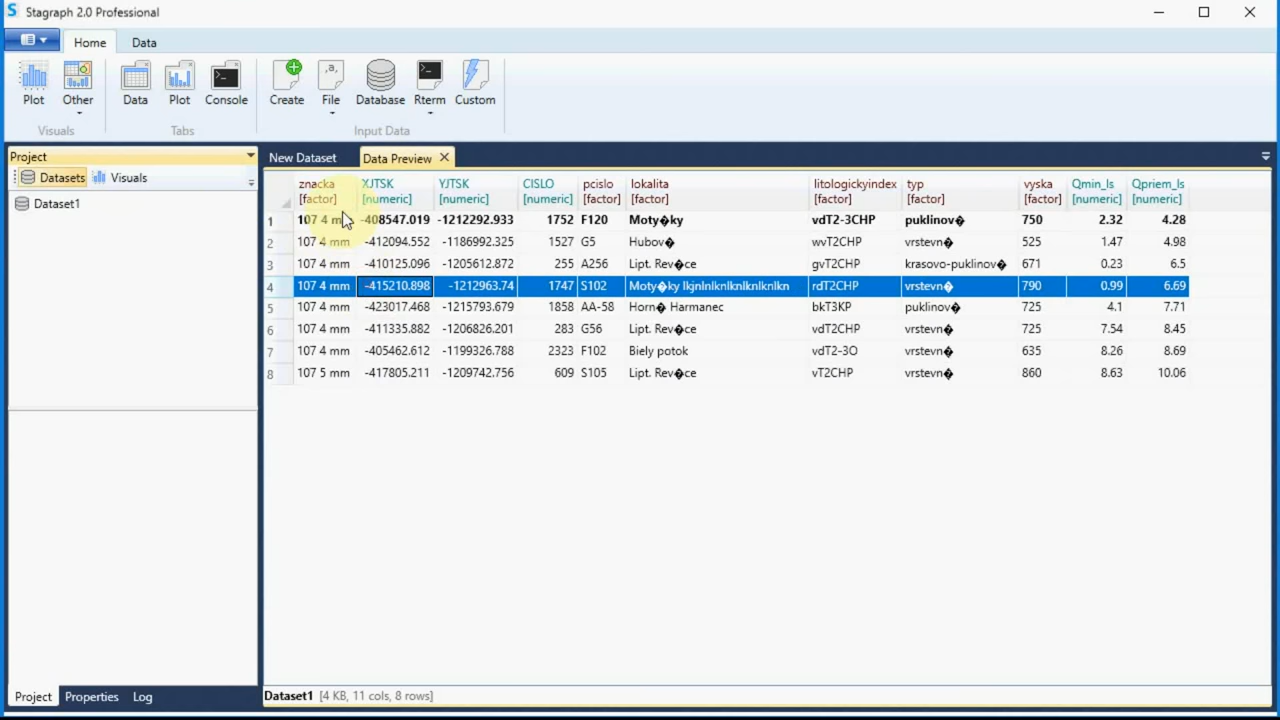 Stagraph 2.0 Professional
Home Data
Plot Other Data Plot Console Create File Database Rterm Custom
Visuals Tabs Input Data
Project New Dataset Data Preview
Datasets Visuals
Dataset1
znacka XJTSK YJTSK CISLO pcislo lokalita litologickyindex typ vyska Qmin_ls Qpriem_ls
[factor] [numeric] [numeric] [numeric] [factor] [factor] [factor] [factor] [factor] [numeric] [numeric]
1 107 4 mm -408547.019 -1212292.933 1752 F120 Moty�ky vdT2-3CHP puklinov� 750 2.32 4.28
2 107 4 mm -412094.552 -1186992.325 1527 G5 Hubov� wvT2CHP vrstevn� 525 1.47 4.98
3 107 4 mm -410125.096 -1205612.872 255 A256 Lipt. Rev�ce gvT2CHP krasovo-puklinov� 671 0.23 6.5
4 107 4 mm -415210.898 -1212963.74 1747 S102 Moty�ky lkjnlnlknlknlknlknlkn rdT2CHP vrstevn� 790 0.99 6.69
5 107 4 mm -423017.468 -1215793.679 1858 AA-58 Horn� Harmanec bkT3KP puklinov� 725 4.1 7.71
6 107 4 mm -411335.882 -1206826.201 283 G56 Lipt. Rev�ce vdT2CHP vrstevn� 725 7.54 8.45
7 107 4 mm -405462.612 -1199326.788 2323 F102 Biely potok vdT2-3O vrstevn� 635 8.26 8.69
8 107 5 mm -417805.211 -1209742.756 609 S105 Lipt. Rev�ce vT2CHP vrstevn� 860 8.63 10.06
Project Properties Log
Dataset1 [4 KB, 11 cols, 8 rows]